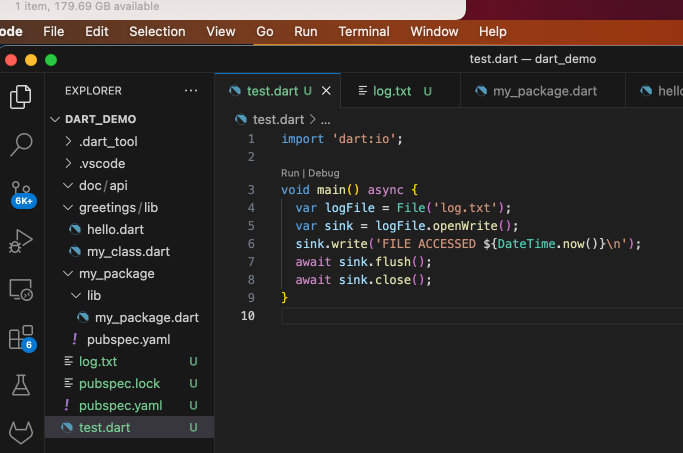 1 item, 179.69 GB available
ode File Edit Selection View Go Run Terminal Window Help
test.dart — dart_demo
EXPLORER ...
test.dart U
log.txt U
my_package.dart
hello
DART_DEMO
test.dart > ...
.dart_tool
.vscode
doc/api
greetings/lib
hello.dart
my_class.dart
my_package
lib
my_package.dart
! pubspec.yaml
log.txt U
pubspec.lock U
! pubspec.yaml U
test.dart U
6K+
6
1 import 'dart:io';
2
Run | Debug
3 void main() async {
4 var logFile = File('log.txt');
5 var sink = logFile.openWrite();
6 sink.write('FILE ACCESSED ${DateTime.now()}\n');
7 await sink.flush();
8 await sink.close();
9 }
10